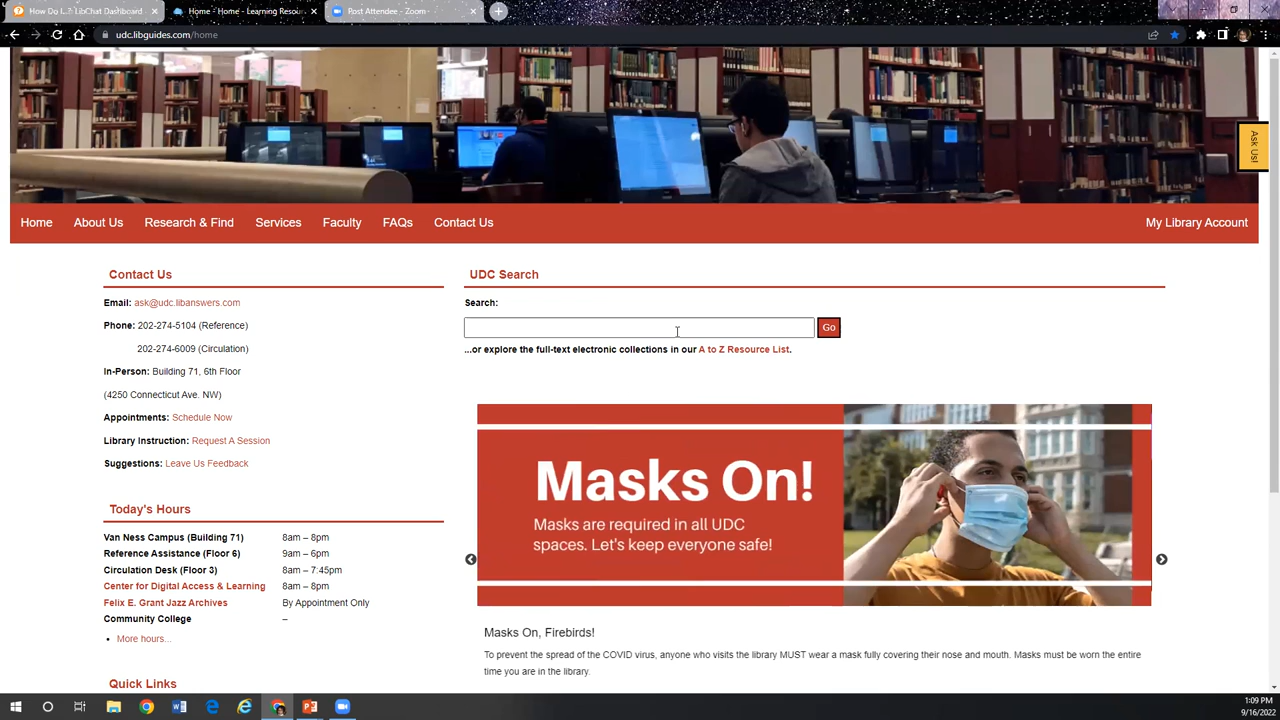 How Do I...? LibChat Dashboard
Home - Home - Learning Resou
Post Attendee - Zoom
udc.libguides.com/home
Ask Us!
Home About Us Research & Find Services Faculty FAQs Contact Us My Library Account
Contact Us
Email: ask@udc.libanswers.com
Phone: 202-274-5104 (Reference)
202-274-6009 (Circulation)
In-Person: Building 71, 6th Floor
(4250 Connecticut Ave. NW)
Appointments: Schedule Now
Library Instruction: Request A Session
Suggestions: Leave Us Feedback
Today's Hours
Van Ness Campus (Building 71) 8am – 8pm
Reference Assistance (Floor 6) 9am – 6pm
Circulation Desk (Floor 3) 8am – 7:45pm
Center for Digital Access & Learning 8am – 8pm
Felix E. Grant Jazz Archives By Appointment Only
Community College –
• More hours...
Quick Links
UDC Search
Search:
Go
...or explore the full-text electronic collections in our A to Z Resource List.
Masks On!
Masks are required in all UDC
spaces. Let's keep everyone safe!
Masks On, Firebirds!
To prevent the spread of the COVID virus, anyone who visits the library MUST wear a mask fully covering their nose and mouth. Masks must be worn the entire
time you are in the library.
1:09 PM
9/16/2022